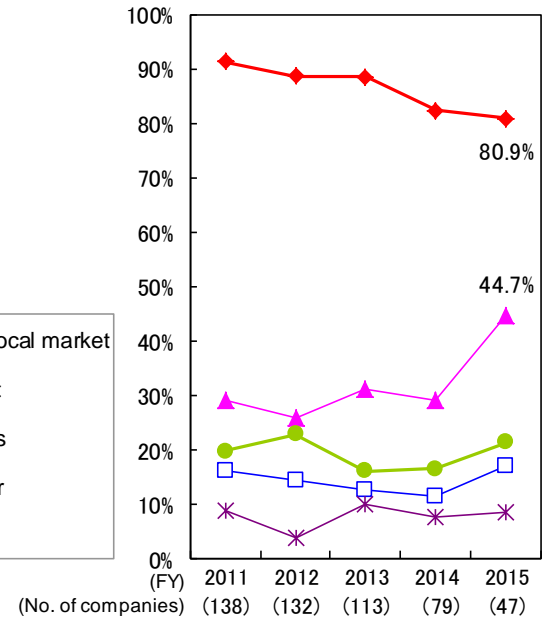 100%
90%
80%
70%
60%
50%
40%
30%
20%
10%
0%
80.9%
44.7%
local market
s
r
(FY) 2011 2012 2013 2014 2015
(No. of companies) (138) (132) (113) (79) (47)